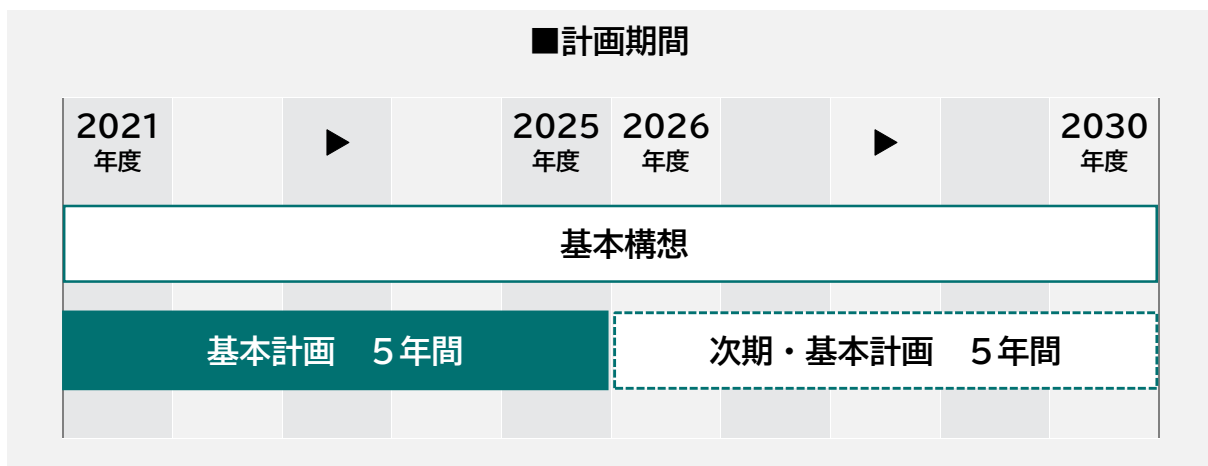 ■計画期間
2021 ▶ 2025 2026 ▶ 2030
年度 年度 年度 年度
基本構想
基本計画　５年間 次期・基本計画　５年間